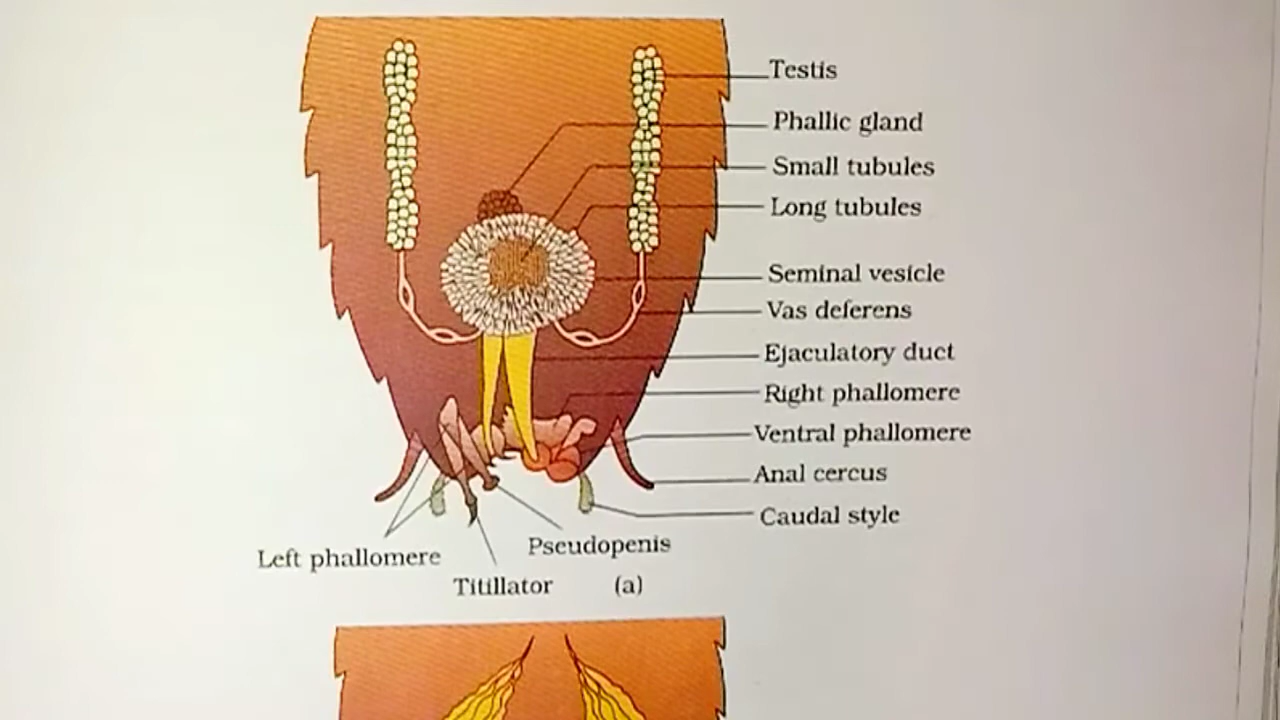 Testis
Phallic gland
Small tubules
Long tubules
Seminal vesicle
Vas deferens
Ejaculatory duct
Right phallomere
Ventral phallomere
Anal cercus
Caudal style
Pseudopenis
Left phallomere
Titillator
(a)